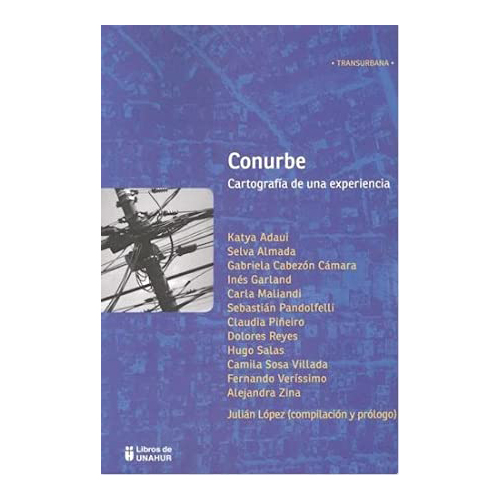 • TRANSURBANA •
Conurbe
Cartografía de una experiencia
Katya Adaui
Selva Almada
Gabriela Cabezón Cámara
Inés Garland
Carla Maliandi
Sebastián Pandolfelli
Claudia Piñeiro
Dolores Reyes
Hugo Salas
Camila Sosa Villada
Fernando Veríssimo
Alejandra Zina
Julián López (compilación y prólogo)
Libros de
UNAHUR